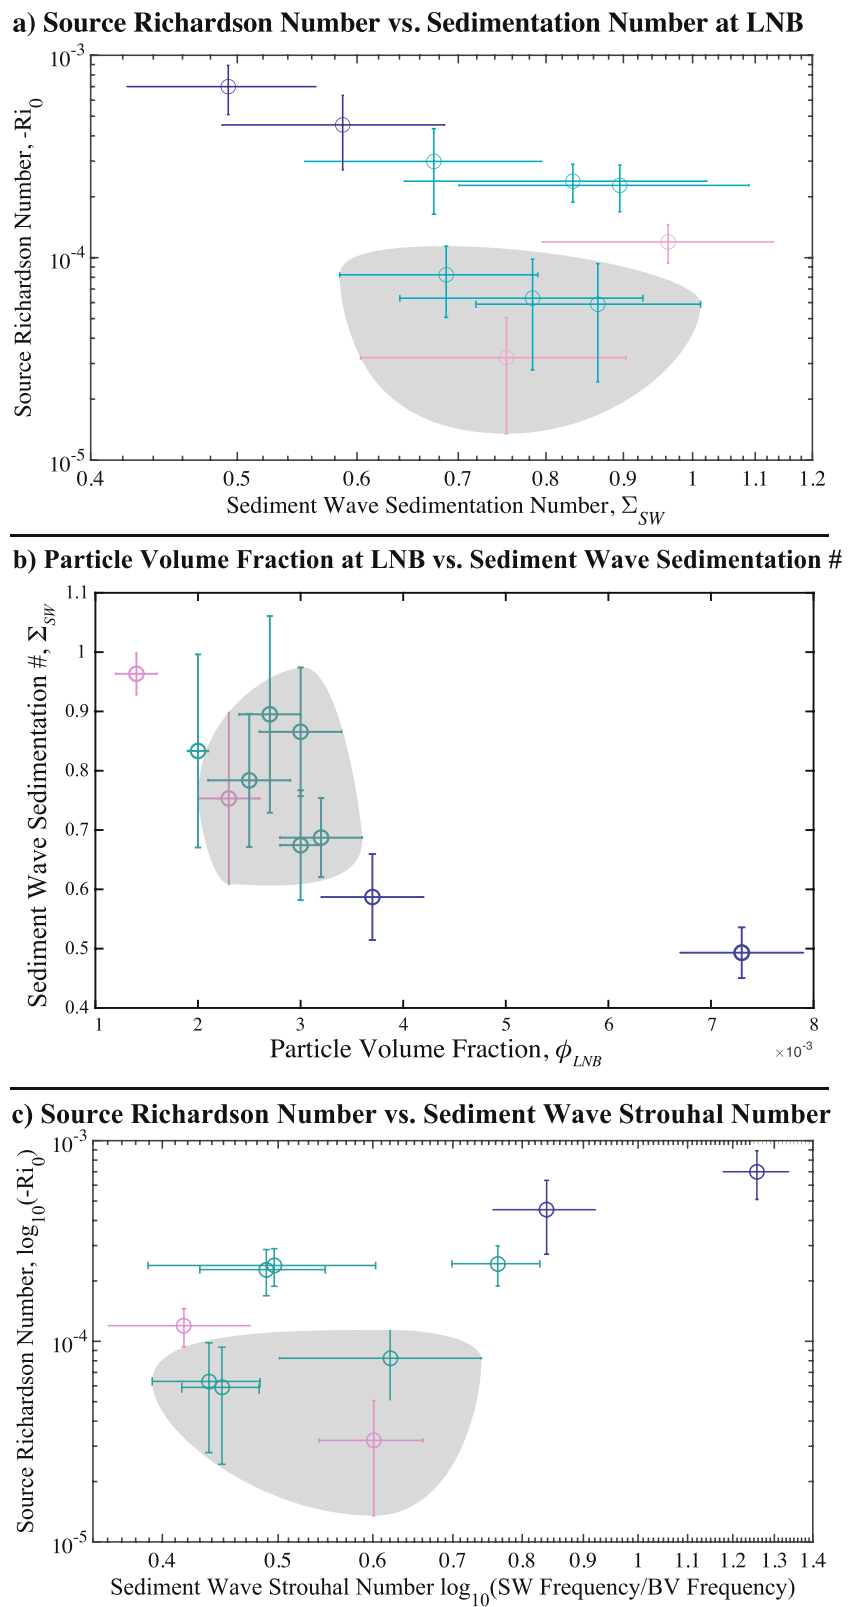 a) Source Richardson Number vs. Sedimentation Number at LNB
10⁻³
10⁻⁴
10⁻⁵
Source Richardson Number, -Ri₀
0.4 0.5 0.6 0.7 0.8 0.9 1 1.1 1.2
Sediment Wave Sedimentation Number, Σ_SW
b) Particle Volume Fraction at LNB vs. Sediment Wave Sedimentation #
1.1
1
0.9
0.8
0.7
0.6
0.5
0.4
Sediment Wave Sedimentation #, Σ_SW
1 2 3 4 5 6 7 8
×10⁻³
Particle Volume Fraction, ϕ_LNB
c) Source Richardson Number vs. Sediment Wave Strouhal Number
10⁻³
10⁻⁴
10⁻⁵
Source Richardson Number, log₁₀(-Ri₀)
0.4 0.5 0.6 0.7 0.8 0.9 1 1.1 1.2 1.3 1.4
Sediment Wave Strouhal Number log₁₀(SW Frequency/BV Frequency)